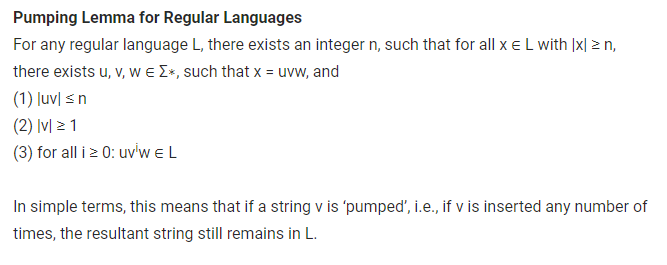 Pumping Lemma for Regular Languages
For any regular language L, there exists an integer n, such that for all x ∈ L with |x| ≥ n,
there exists u, v, w ∈ Σ∗, such that x = uvw, and
(1) |uv| ≤ n
(2) |v| ≥ 1
(3) for all i ≥ 0: uvⁱw ∈ L
In simple terms, this means that if a string v is ‘pumped’, i.e., if v is inserted any number of
times, the resultant string still remains in L.